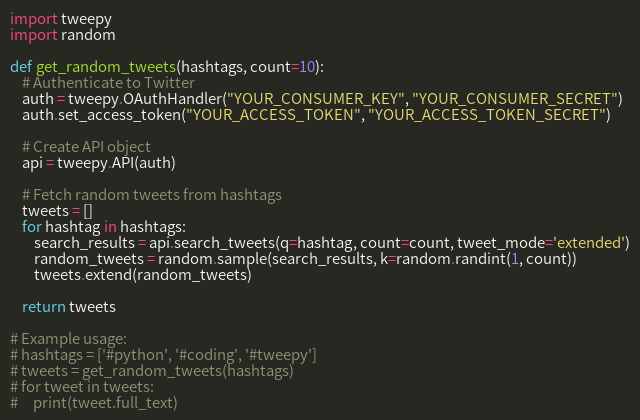 import tweepy
import random

def get_random_tweets(hashtags, count=10):
    # Authenticate to Twitter
    auth = tweepy.OAuthHandler("YOUR_CONSUMER_KEY", "YOUR_CONSUMER_SECRET")
    auth.set_access_token("YOUR_ACCESS_TOKEN", "YOUR_ACCESS_TOKEN_SECRET")

    # Create API object
    api = tweepy.API(auth)

    # Fetch random tweets from hashtags
    tweets = []
    for hashtag in hashtags:
        search_results = api.search_tweets(q=hashtag, count=count, tweet_mode='extended')
        random_tweets = random.sample(search_results, k=random.randint(1, count))
        tweets.extend(random_tweets)

    return tweets

# Example usage:
# hashtags = ['#python', '#coding', '#tweepy']
# tweets = get_random_tweets(hashtags)
# for tweet in tweets:
#     print(tweet.full_text)